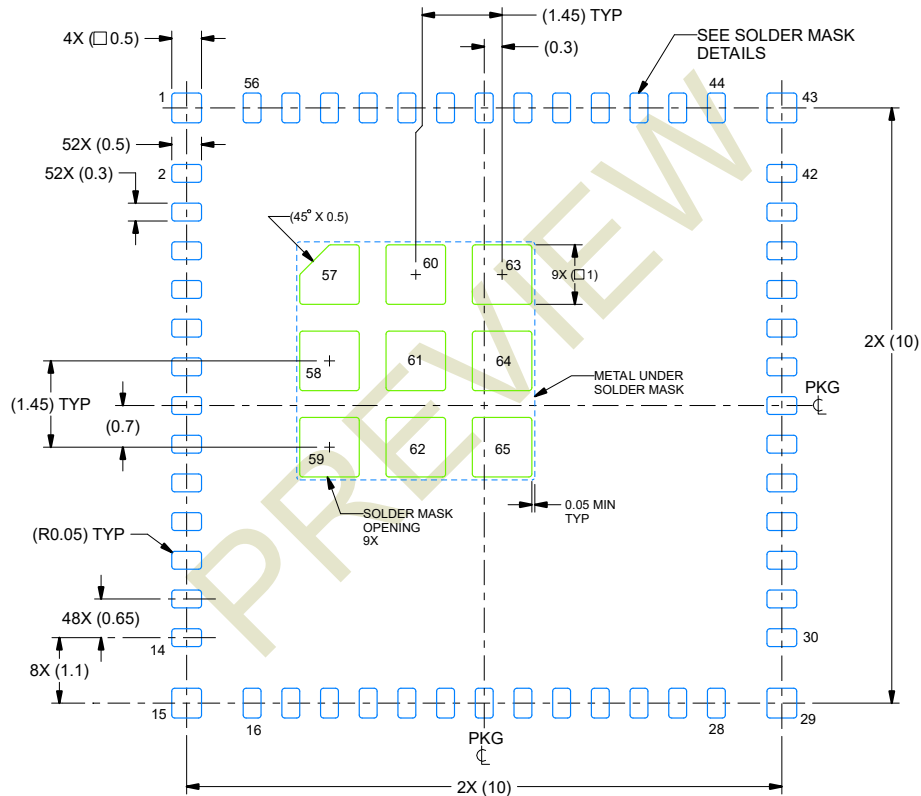 (1.45) TYP
4X (□ 0.5)
(0.3)
SEE SOLDER MASK
DETAILS
56
44
1
43
52X (0.5)
52X (0.3)
2
42
(45° X 0.5)
57
60
63
9X (□ 1)
2X (10)
58
61
64
METAL UNDER
SOLDER MASK
PKG
℄
(1.45) TYP
(0.7)
59
62
65
SOLDER MASK
OPENING
9X
0.05 MIN
TYP
(R0.05) TYP
48X (0.65)
14
30
8X (1.1)
15
16
28
29
PKG
℄
2X (10)
PREVIEW